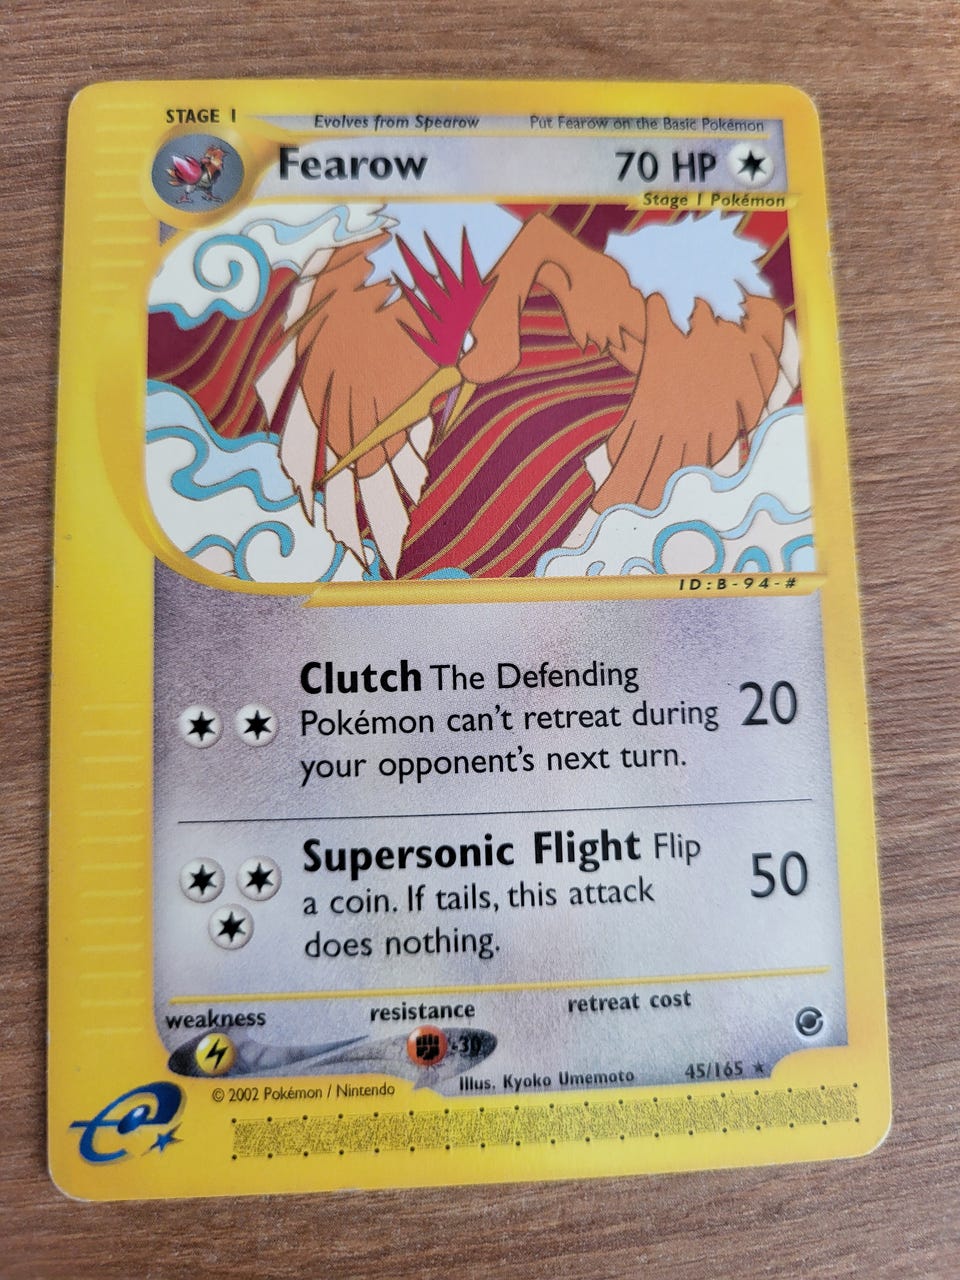 STAGE 1
Evolves from Spearow Put Fearow on the Basic Pokémon
Fearow 70 HP
Stage 1 Pokémon
ID:B-94-#
Clutch The Defending
Pokémon can't retreat during 20
your opponent's next turn.
Supersonic Flight Flip
a coin. If tails, this attack 50
does nothing.
weakness resistance retreat cost
-30
Illus. Kyoko Umemoto 45/165 ★
© 2002 Pokémon / Nintendo
e